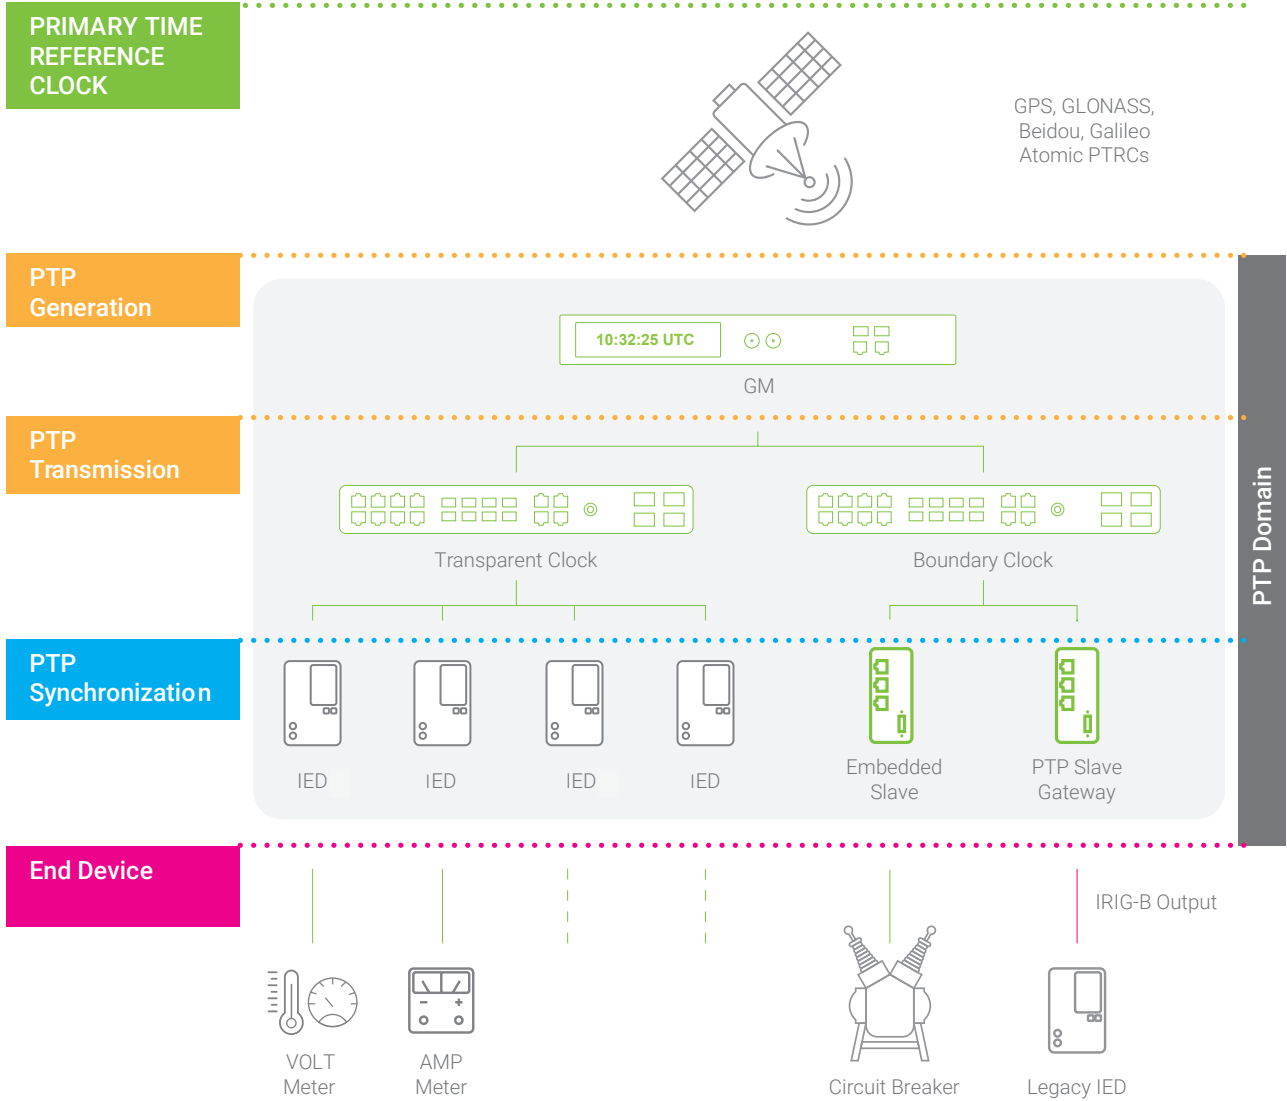 PRIMARY TIME
REFERENCE
CLOCK
GPS, GLONASS,
Beidou, Galileo
Atomic PTRCs
PTP
Generation
10:32:25 UTC
GM
PTP
Transmission
Transparent Clock
Boundary Clock
PTP Domain
PTP
Synchronization
IED
IED
IED
IED
Embedded
Slave
PTP Slave
Gateway
End Device
IRIG-B Output
VOLT
Meter
AMP
Meter
Circuit Breaker
Legacy IED